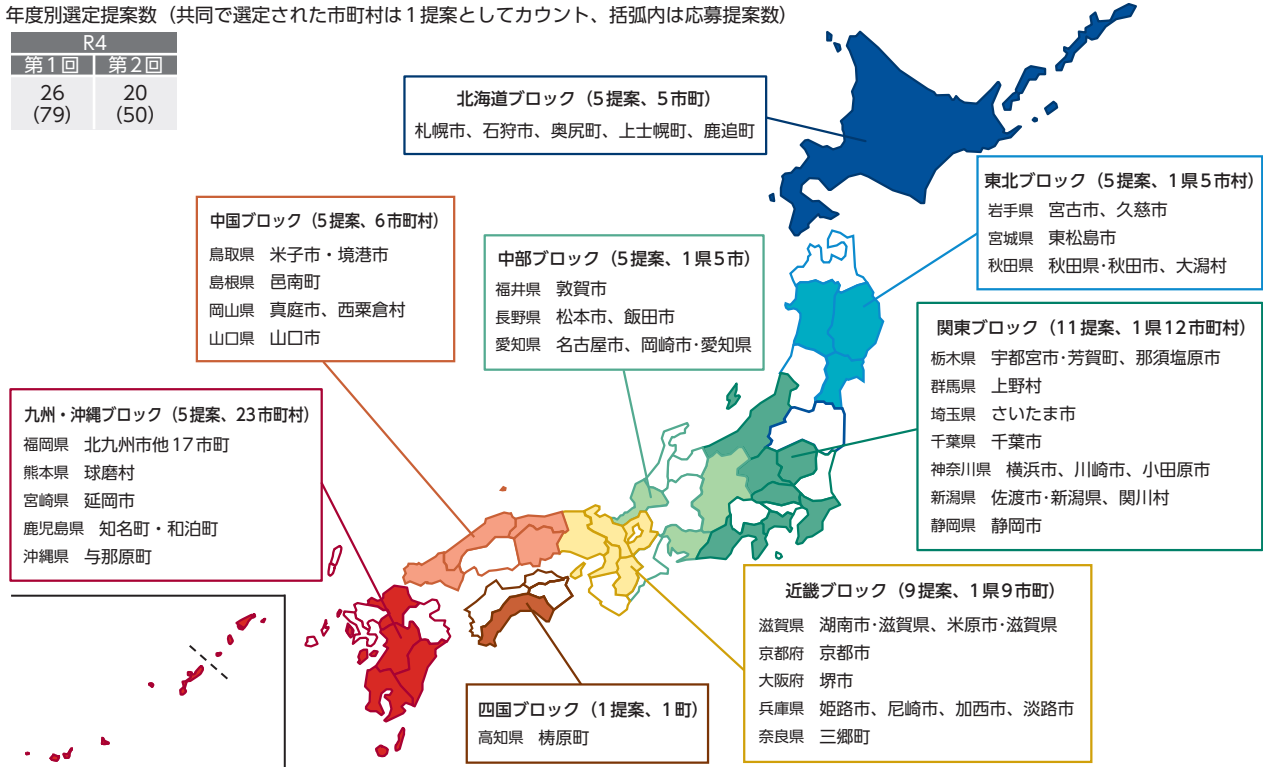 年度別選定提案数（共同で選定された市町村は１提案としてカウント、括弧内は応募提案数）
R4
第１回 第２回
26 20
(79) (50)
北海道ブロック（5提案、5市町）
札幌市、石狩市、奥尻町、上士幌町、鹿追町
東北ブロック（5提案、1県5市村）
岩手県 宮古市、久慈市
宮城県 東松島市
秋田県 秋田県･秋田市、大潟村
中国ブロック（5提案、6市町村）
鳥取県 米子市・境港市
島根県 邑南町
岡山県 真庭市、西粟倉村
山口県 山口市
中部ブロック（5提案、1県5市）
福井県 敦賀市
長野県 松本市、飯田市
愛知県 名古屋市、岡崎市･愛知県
関東ブロック（11提案、1県12市町村）
栃木県 宇都宮市･芳賀町、那須塩原市
群馬県 上野村
埼玉県 さいたま市
千葉県 千葉市
神奈川県 横浜市、川崎市、小田原市
新潟県 佐渡市･新潟県、関川村
静岡県 静岡市
九州・沖縄ブロック（5提案、23市町村）
福岡県 北九州市他17市町
熊本県 球磨村
宮崎県 延岡市
鹿児島県 知名町・和泊町
沖縄県 与那原町
近畿ブロック（9提案、1県9市町）
滋賀県 湖南市･滋賀県、米原市･滋賀県
京都府 京都市
大阪府 堺市
兵庫県 姫路市、尼崎市、加西市、淡路市
奈良県 三郷町
四国ブロック（1提案、1町）
高知県 梼原町